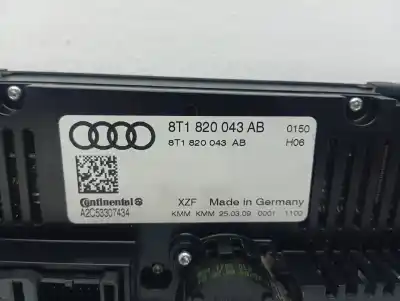 8T1 820 043 AB 0150
8T1 820 043 AB H06
Continental
A2C53307434
XZF Made in Germany
KMM KMM 25.03.09 0001 1100